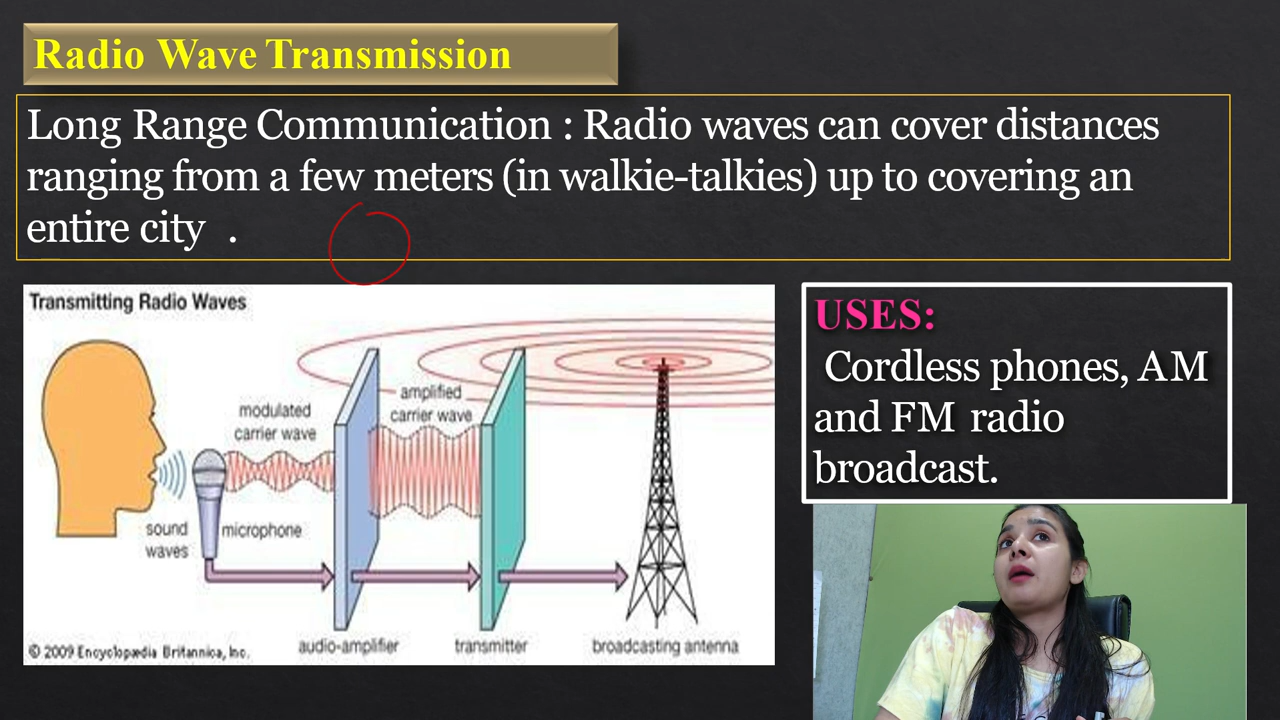 Radio Wave Transmission
Long Range Communication : Radio waves can cover distances
ranging from a few meters (in walkie-talkies) up to covering an
entire city .
Transmitting Radio Waves
modulated
carrier wave
amplified
carrier wave
sound
waves
microphone
audio-amplifier
transmitter
broadcasting antenna
© 2009 Encyclopædia Britannica, Inc.
USES:
Cordless phones, AM
and FM radio
broadcast.